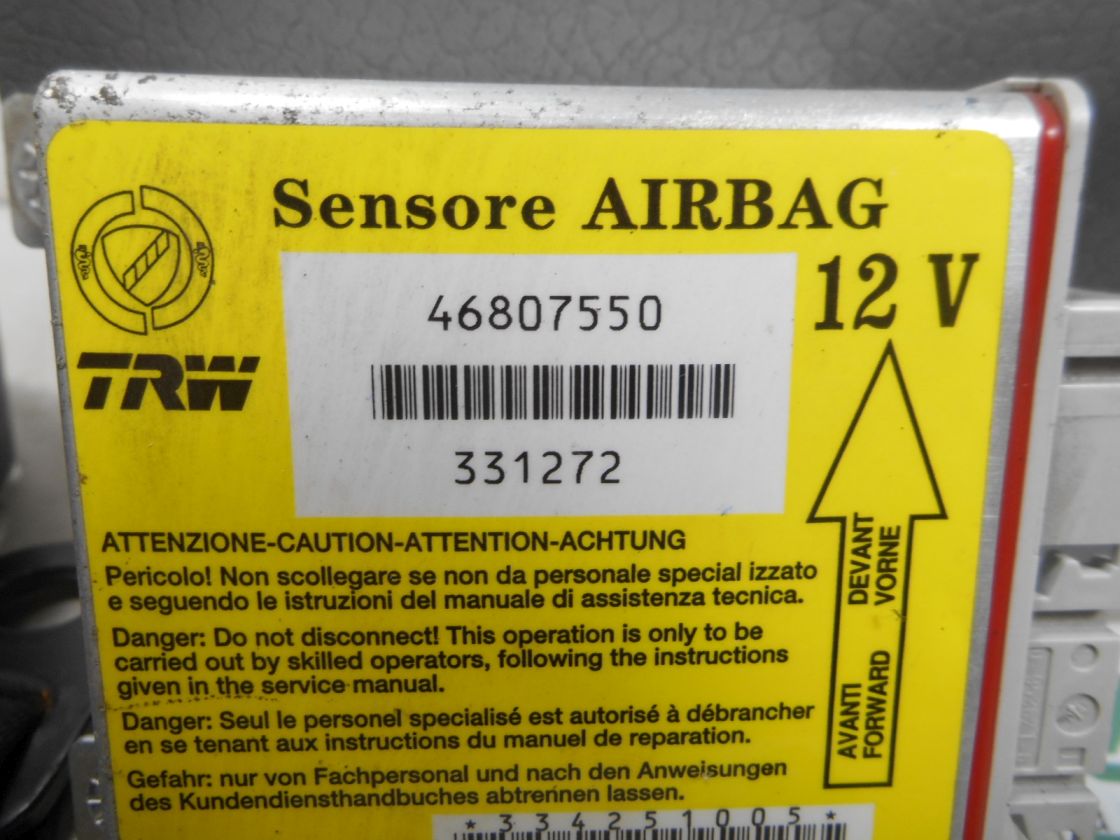 Sensore AIRBAG
46807550
12 V
TRW
331272
ATTENZIONE-CAUTION-ATTENTION-ACHTUNG
Pericolo! Non scollegare se non da personale special izzato
e seguendo le istruzioni del manuale di assistenza tecnica.
Danger: Do not disconnect! This operation is only to be
carried out by skilled operators, following the instructions
given in the service manual.
Danger: Seul le personel specialisé est autorisé à débrancher
en se tenant aux instructions du manuel de reparation.
Gefahr: nur von Fachpersonal und nach den Anweisungen
des Kundendiensthandbuches abtrennen lassen.
AVANTI DEVANT
FORWARD VORNE
*334251005*